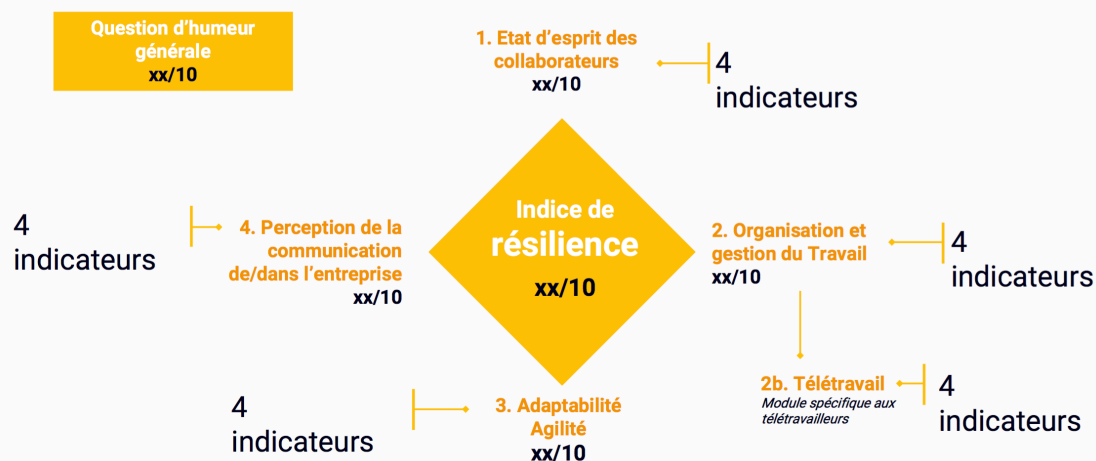 Question d'humeur
générale
xx/10
1. Etat d'esprit des
collaborateurs
xx/10
4
indicateurs
4
indicateurs
4. Perception de la
communication
de/dans l'entreprise
xx/10
Indice de
résilience
xx/10
2. Organisation et
gestion du Travail
xx/10
4
indicateurs
2b. Télétravail
Module spécifique aux
télétravailleurs
4
indicateurs
4
indicateurs
3. Adaptabilité
Agilité
xx/10